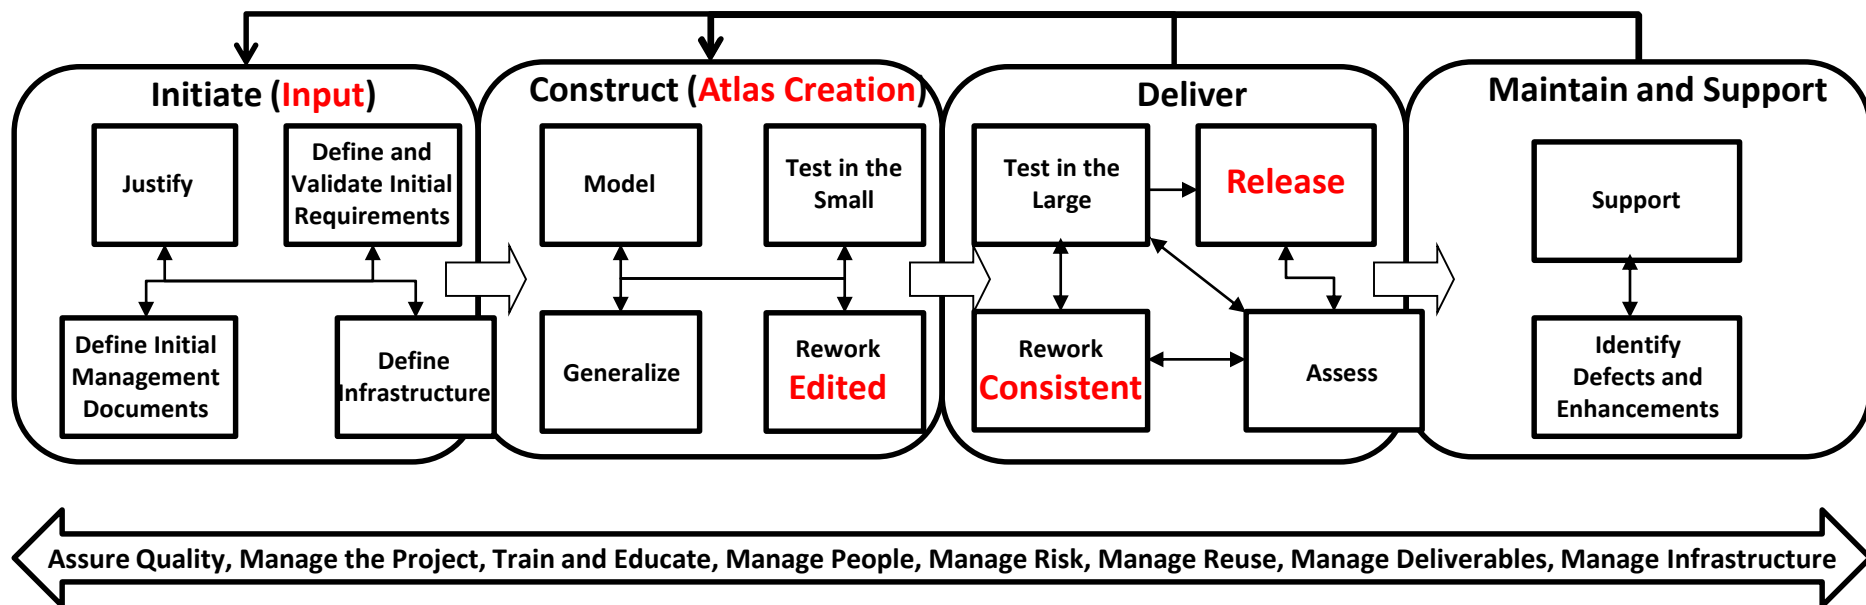 Initiate (Input)
Justify
Define and
Validate Initial
Requirements
Define Initial
Management
Documents
Define
Infrastructure
Construct (Atlas Creation)
Model
Test in the
Small
Generalize
Rework
Edited
Deliver
Test in the
Large
Release
Rework
Consistent
Assess
Maintain and Support
Support
Identify
Defects and
Enhancements
Assure Quality, Manage the Project, Train and Educate, Manage People, Manage Risk, Manage Reuse, Manage Deliverables, Manage Infrastructure